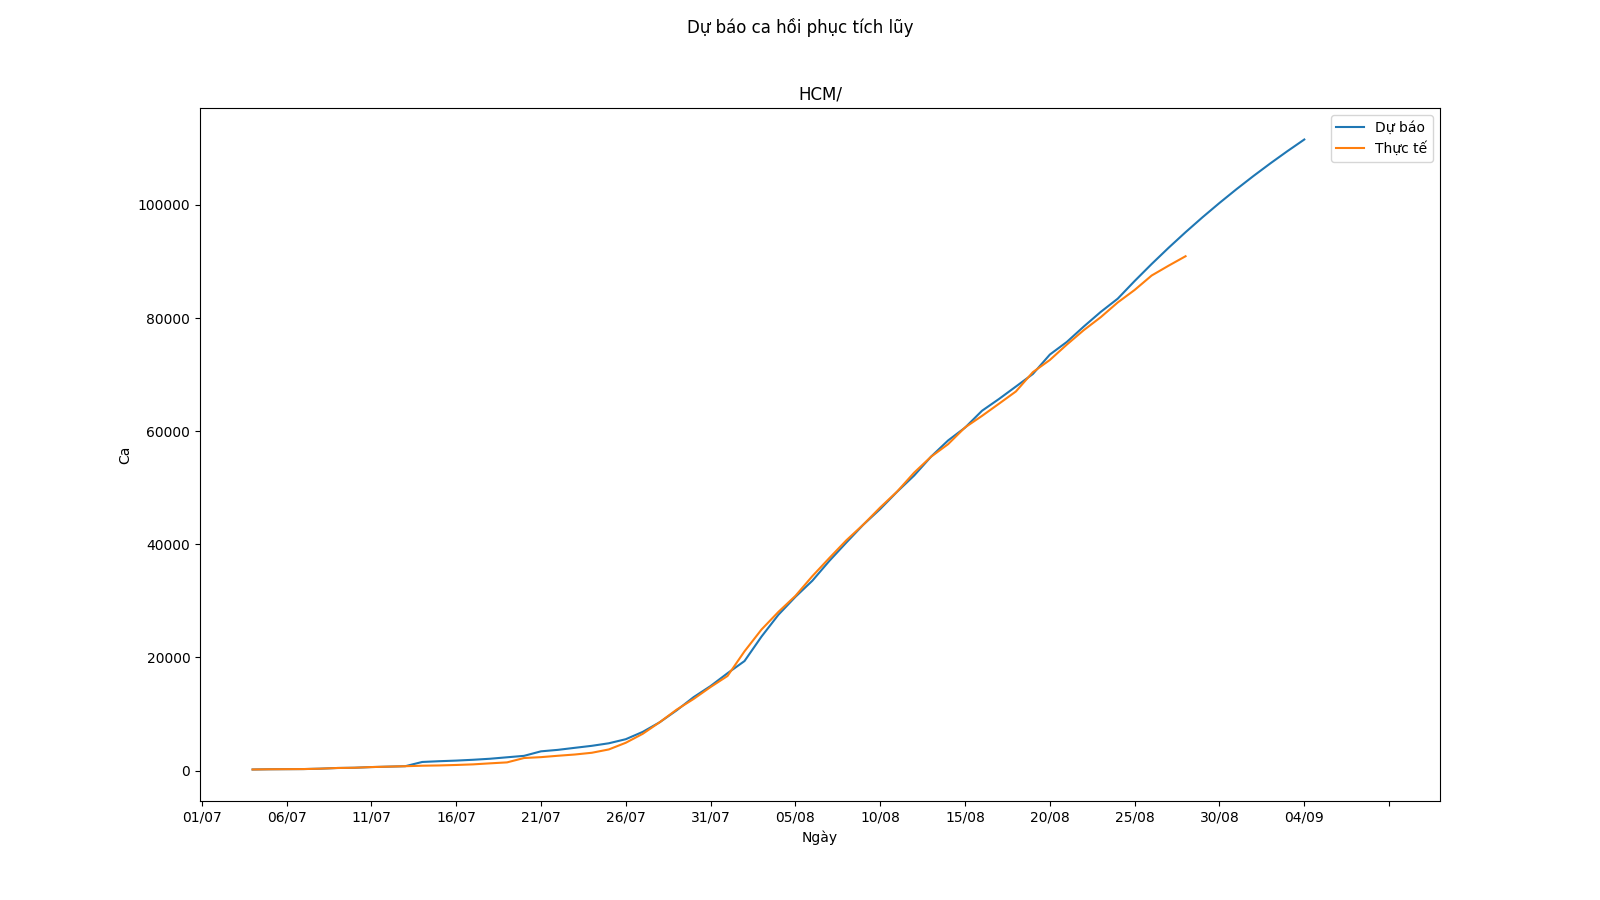 Dự báo ca hồi phục tích lũy
HCM/
Dự báo
Thực tế
100000
80000
60000
40000
20000
0
Ca
01/07 06/07 11/07 16/07 21/07 26/07 31/07 05/08 10/08 15/08 20/08 25/08 30/08 04/09
Ngày